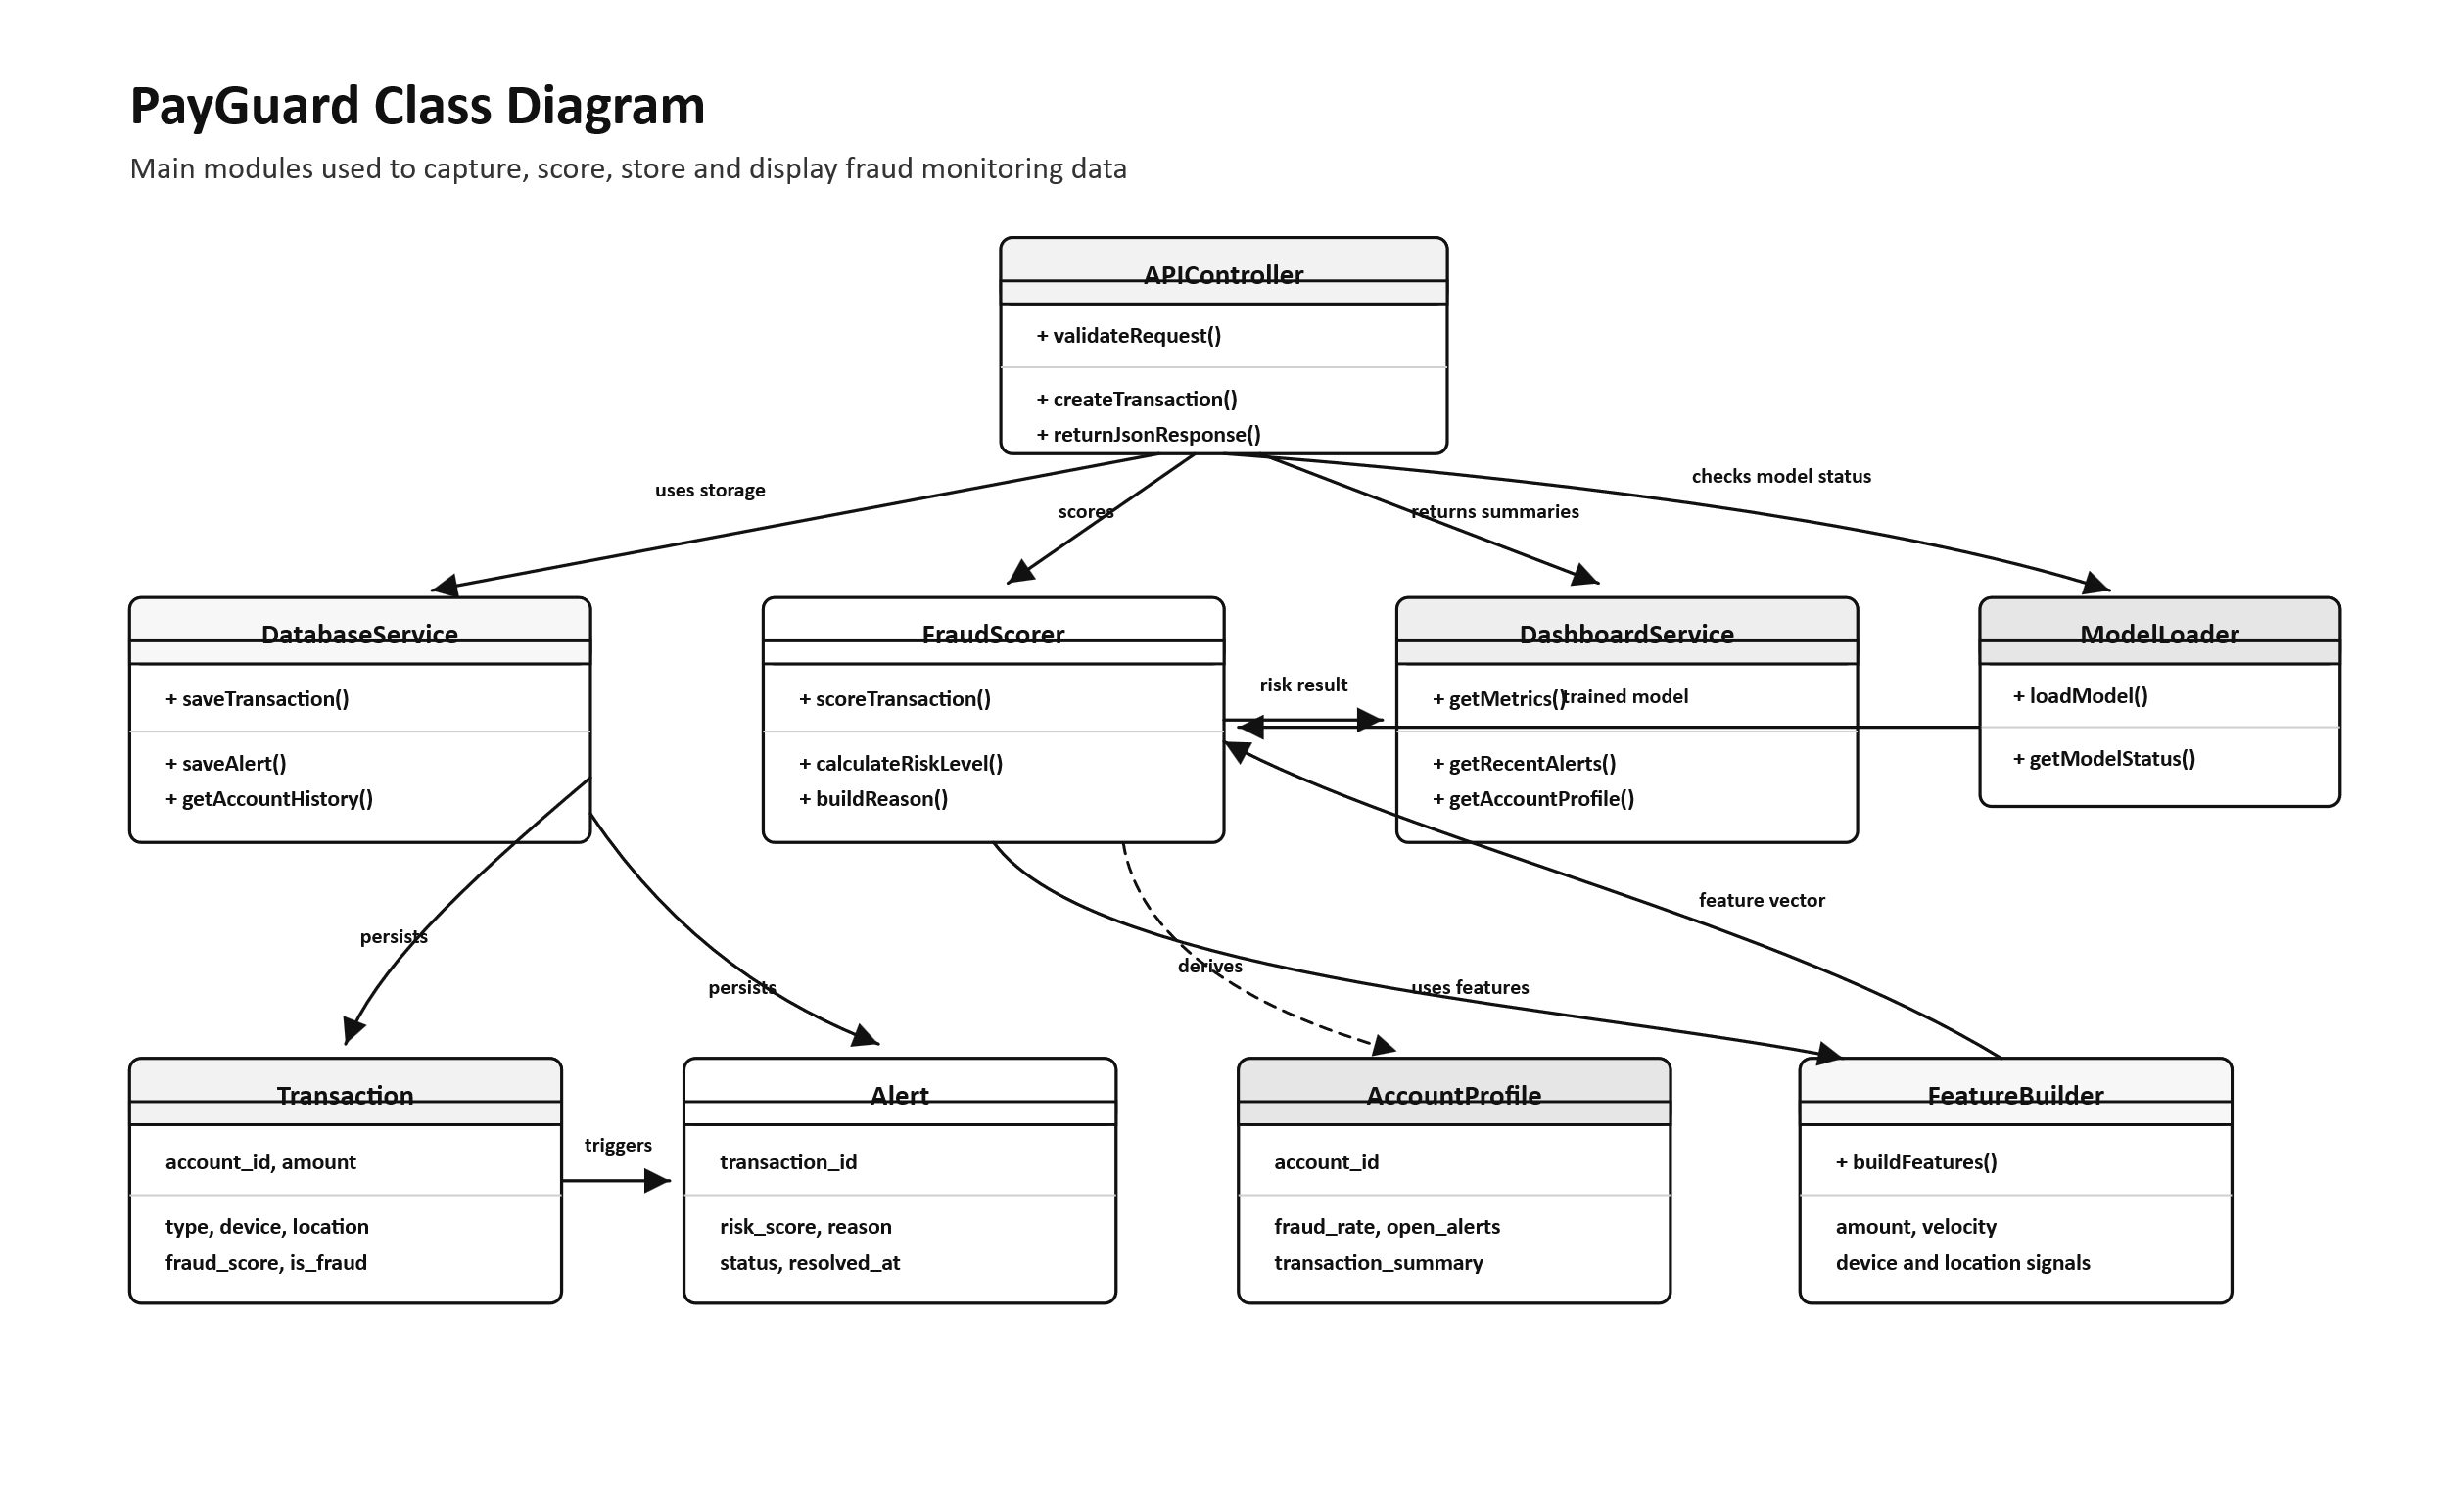 PayGuard Class Diagram
Main modules used to capture, score, store and display fraud monitoring data
APIController
+ validateRequest()
+ createTransaction()
+ returnJsonResponse()
uses storage
scores
returns summaries
checks model status
DatabaseService
+ saveTransaction()
+ saveAlert()
+ getAccountHistory()
FraudScorer
+ scoreTransaction()
+ calculateRiskLevel()
+ buildReason()
risk result
DashboardService
+ getMetrics()
trained model
+ getRecentAlerts()
+ getAccountProfile()
ModelLoader
+ loadModel()
+ getModelStatus()
persists
persists
derives
uses features
feature vector
Transaction
account_id, amount
type, device, location
fraud_score, is_fraud
triggers
Alert
transaction_id
risk_score, reason
status, resolved_at
AccountProfile
account_id
fraud_rate, open_alerts
transaction_summary
FeatureBuilder
+ buildFeatures()
amount, velocity
device and location signals